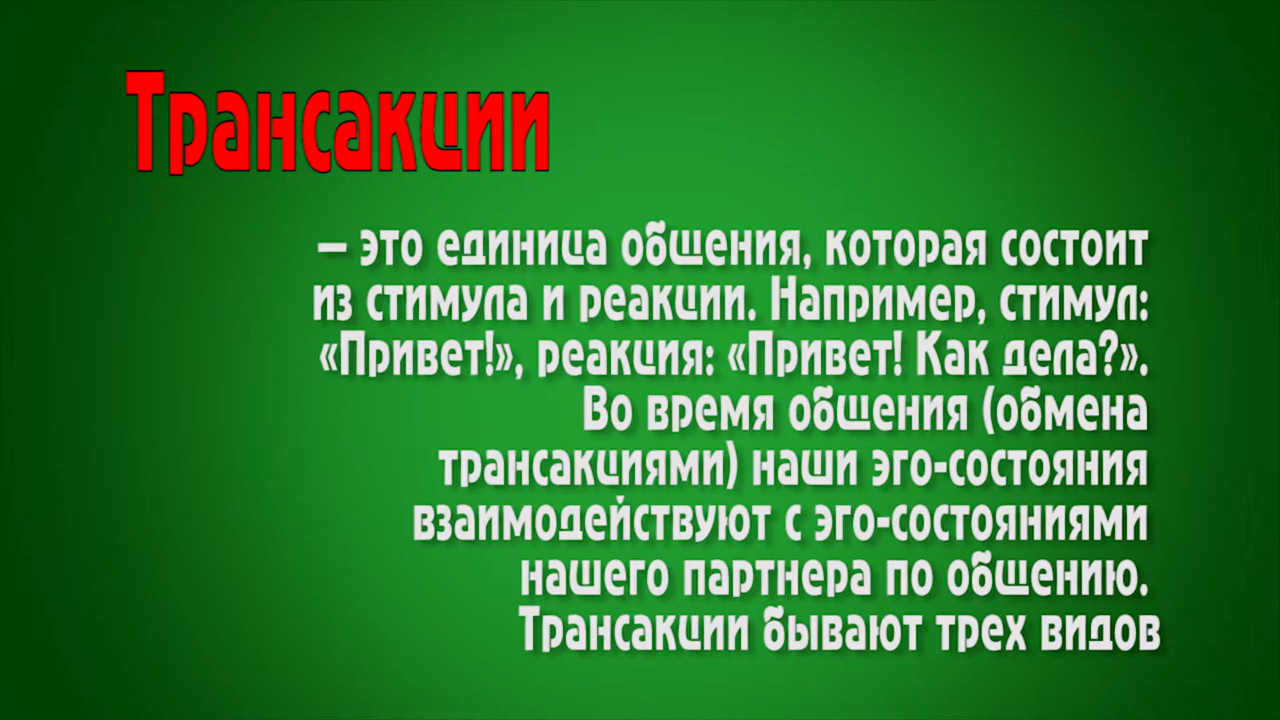 Трансакции
– это единица общения, которая состоит
из стимула и реакции. Например, стимул:
«Привет!», реакция: «Привет! Как дела?».
Во время общения (обмена
трансакциями) наши эго-состояния
взаимодействуют с эго-состояниями
нашего партнера по общению.
Трансакции бывают трех видов